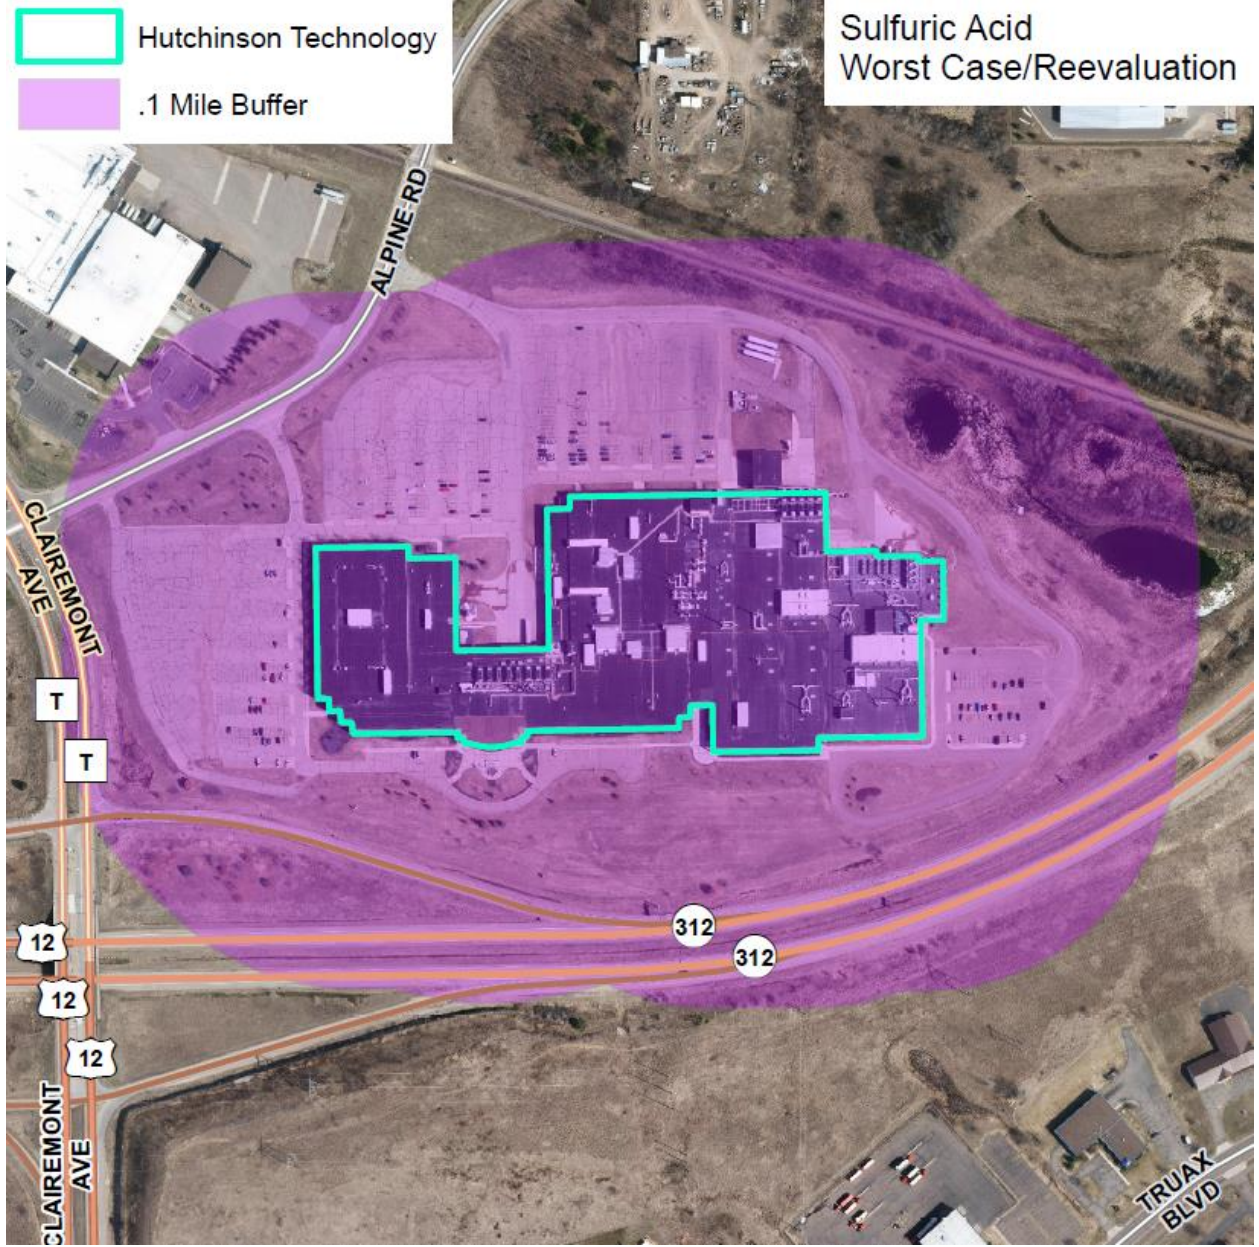 Hutchinson Technology
.1 Mile Buffer
Sulfuric Acid
Worst Case/Reevaluation
ALPINE RD
CLAIREMONT
AVE
T
T
312
312
12
12
12
CLAIREMONT
AVE
TRUAX
BLVD